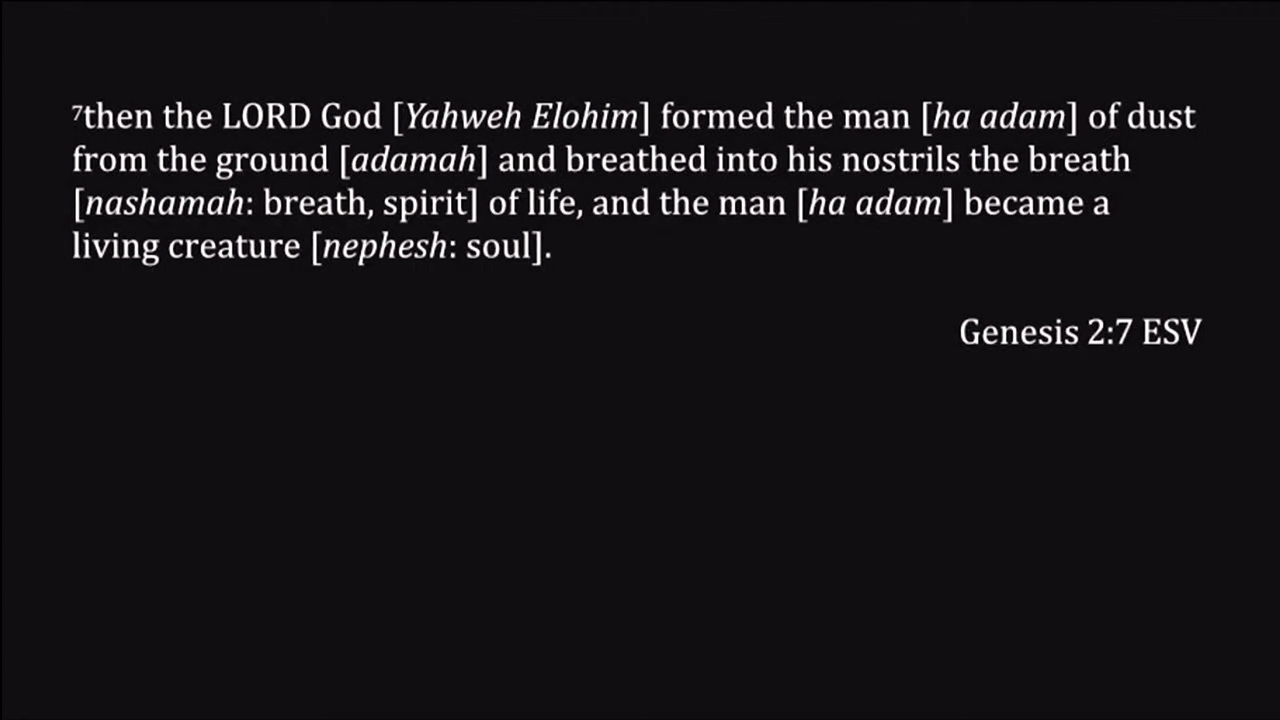 ⁷then the LORD God [Yahweh Elohim] formed the man [ha adam] of dust
from the ground [adamah] and breathed into his nostrils the breath
[nashamah: breath, spirit] of life, and the man [ha adam] became a
living creature [nephesh: soul].
Genesis 2:7 ESV